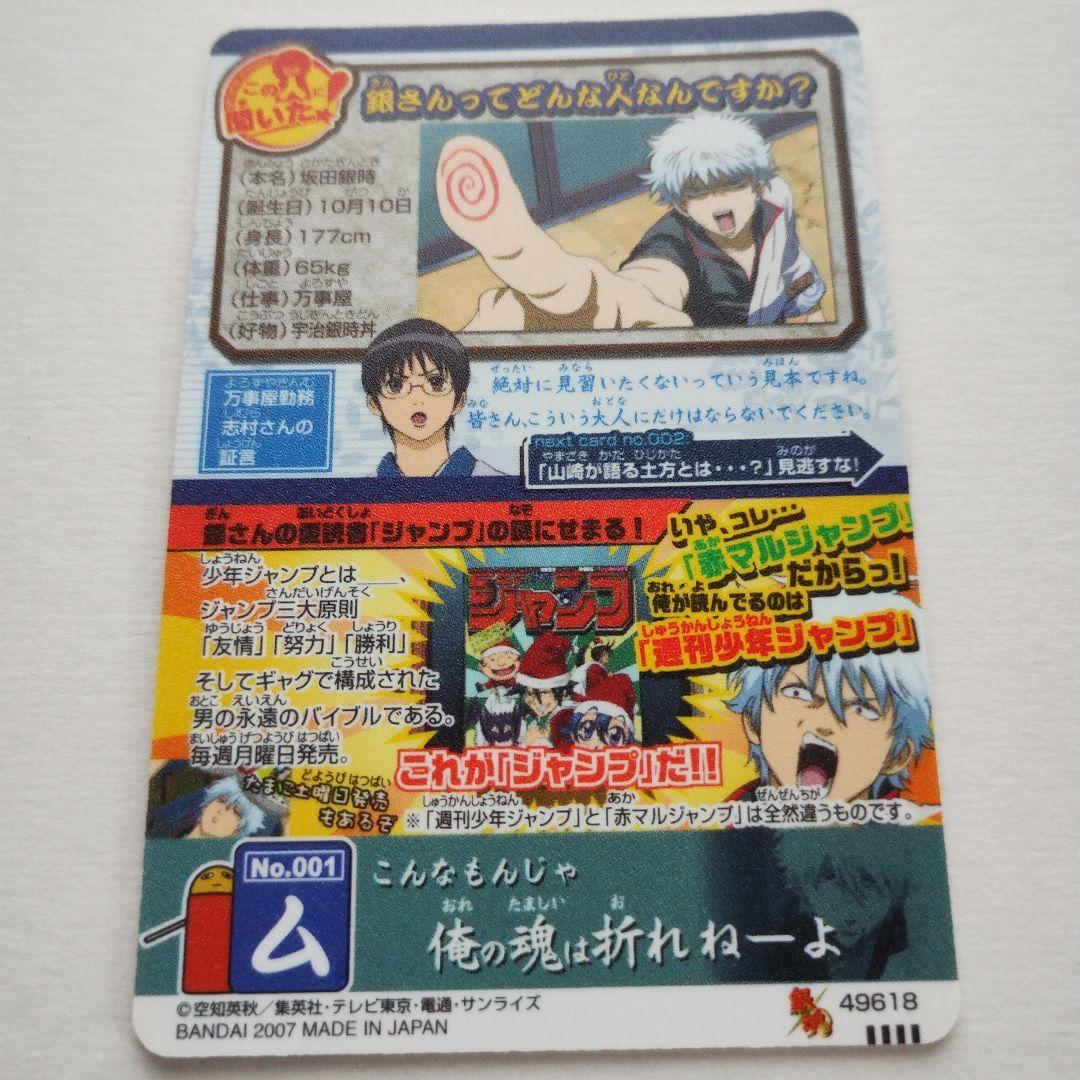 この人に
聞いた
銀さんってどんな人なんですか?
(本名)坂田銀時
(誕生日)10月10日
(身長)177cm
(体重)65kg
(仕事)万事屋
(好物)宇治銀時丼
万事屋勤務
志村さんの
証言
絶対に見習いたくないっていう見本ですね。
皆さん、こういう大人にだけはならないでください。
next card no.002:
「山崎が語る土方とは・・・?」見逃すな!
銀さんの愛読書「ジャンプ」の謎にせまる!
少年ジャンプとは__、
ジャンプ三大原則
「友情」「努力」「勝利」
そしてギャグで構成された
男の永遠のバイブルである。
毎週月曜日発売。
たまに土曜日発売
もあるぞ
ジャンプ
これが「ジャンプ」だ!!
いや、コレ…
「赤マルジャンプ」
だからっ!
俺が読んでるのは
「週刊少年ジャンプ」
※「週刊少年ジャンプ」と「赤マルジャンプ」は全然違うものです。
No.001
ム
こんなもんじゃ
俺の魂は折れねーよ
©空知英秋/集英社・テレビ東京・電通・サンライズ
BANDAI 2007 MADE IN JAPAN
銀魂
49618